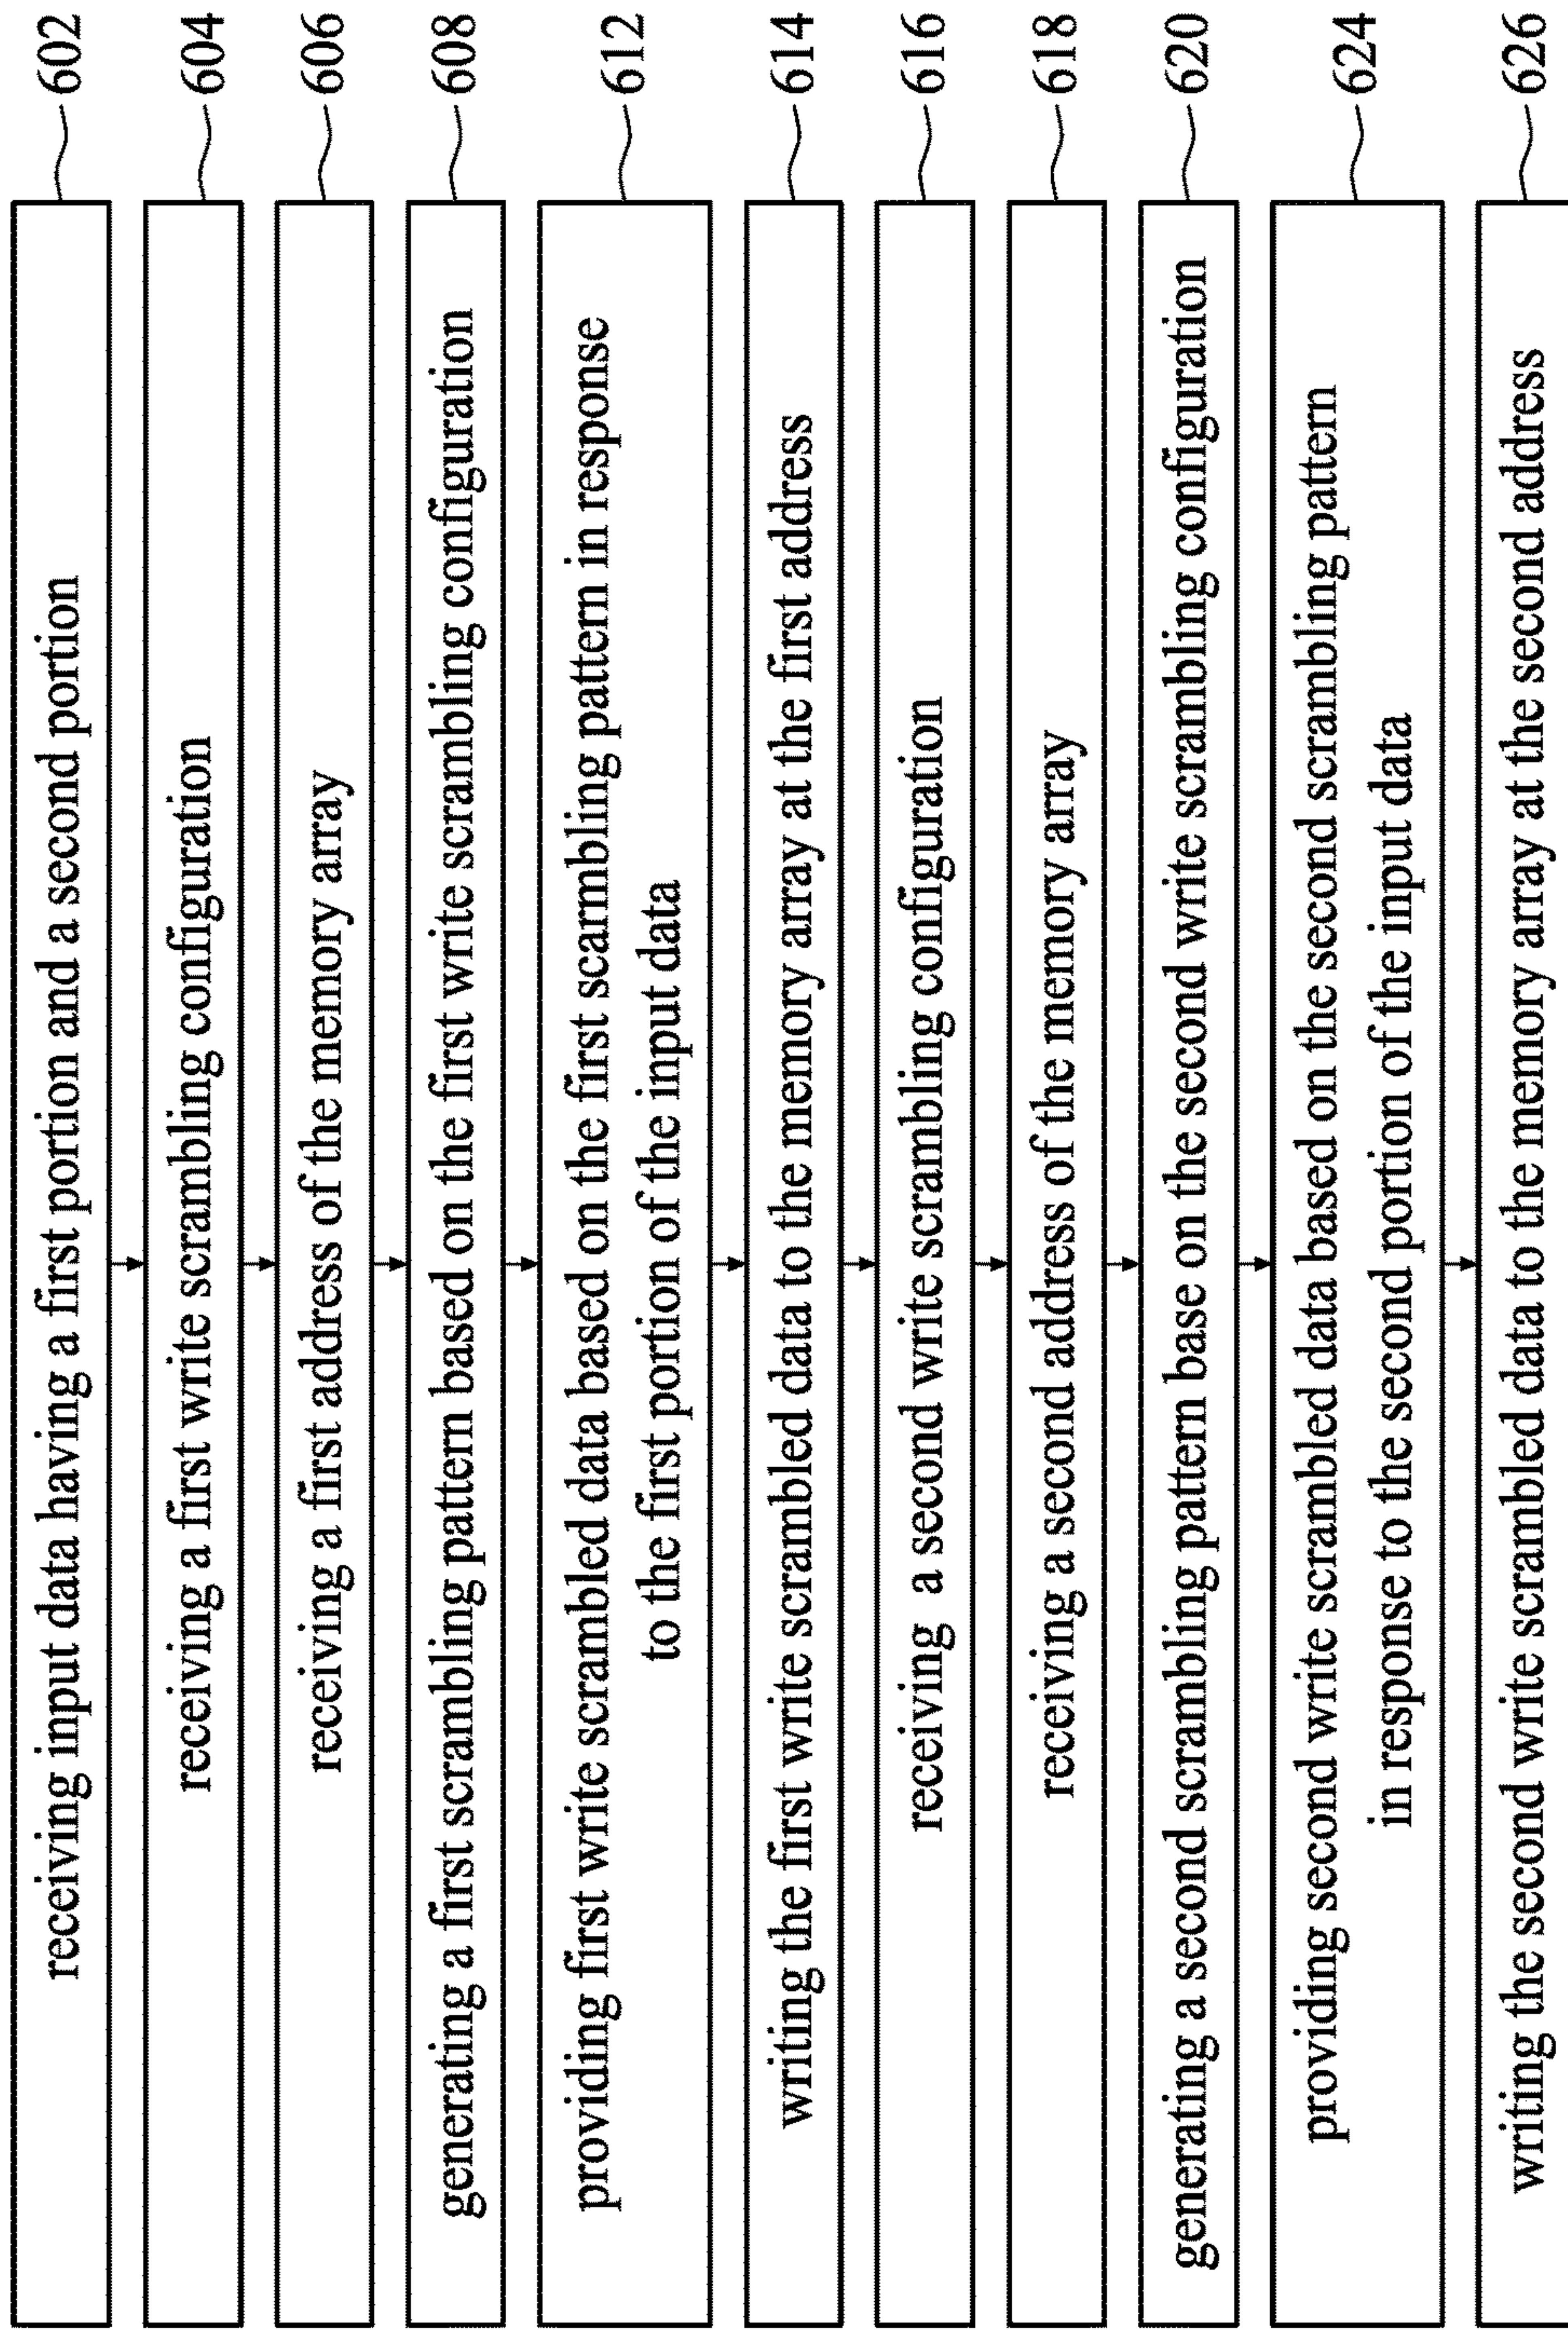 receiving input data having a first portion and a second portion 602
receiving a first write scrambling configuration 604
receiving a first address of the memory array 606
generating a first scrambling pattern based on the first write scrambling configuration 608
providing first write scrambled data based on the first scarmbling pattern in response 612
to the first portion of the input data
writing the first write scrambled data to the memory array at the first address 614
receiving a second write scrambling configuration 616
receiving a second address of the memory array 618
generating a second scrambling pattern base on the second write scrambling configuration 620
providing second write scrambled data based on the second scrambling pattern 624
in response to the second portion of the input data
writing the second write scrambled data to the memory array at the second address 626